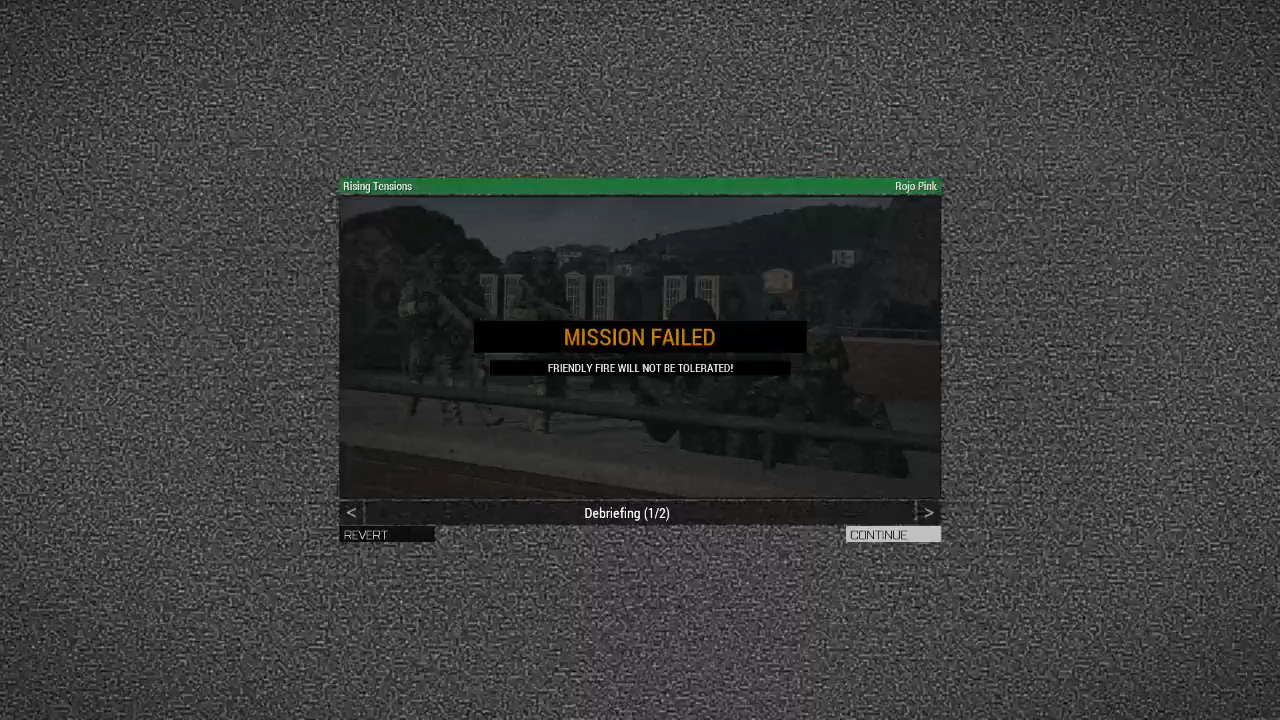 Rising Tensions Rojo Pink
MISSION FAILED
FRIENDLY FIRE WILL NOT BE TOLERATED!
< Debriefing (1/2) >
REVERT CONTINUE